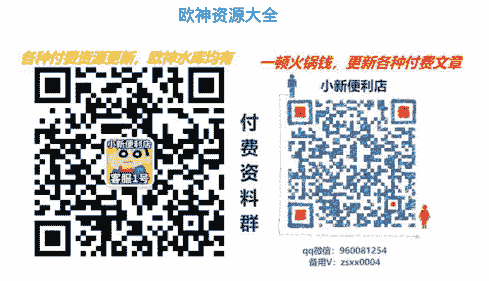 欧神资源大全
各种付费资源更新，欧神水库均有
一顿火锅钱，更新各种付费文章
小新便利店
小新便利店
客服1号
付费资料群
qq微信：960081254
备用V：zsxx0004